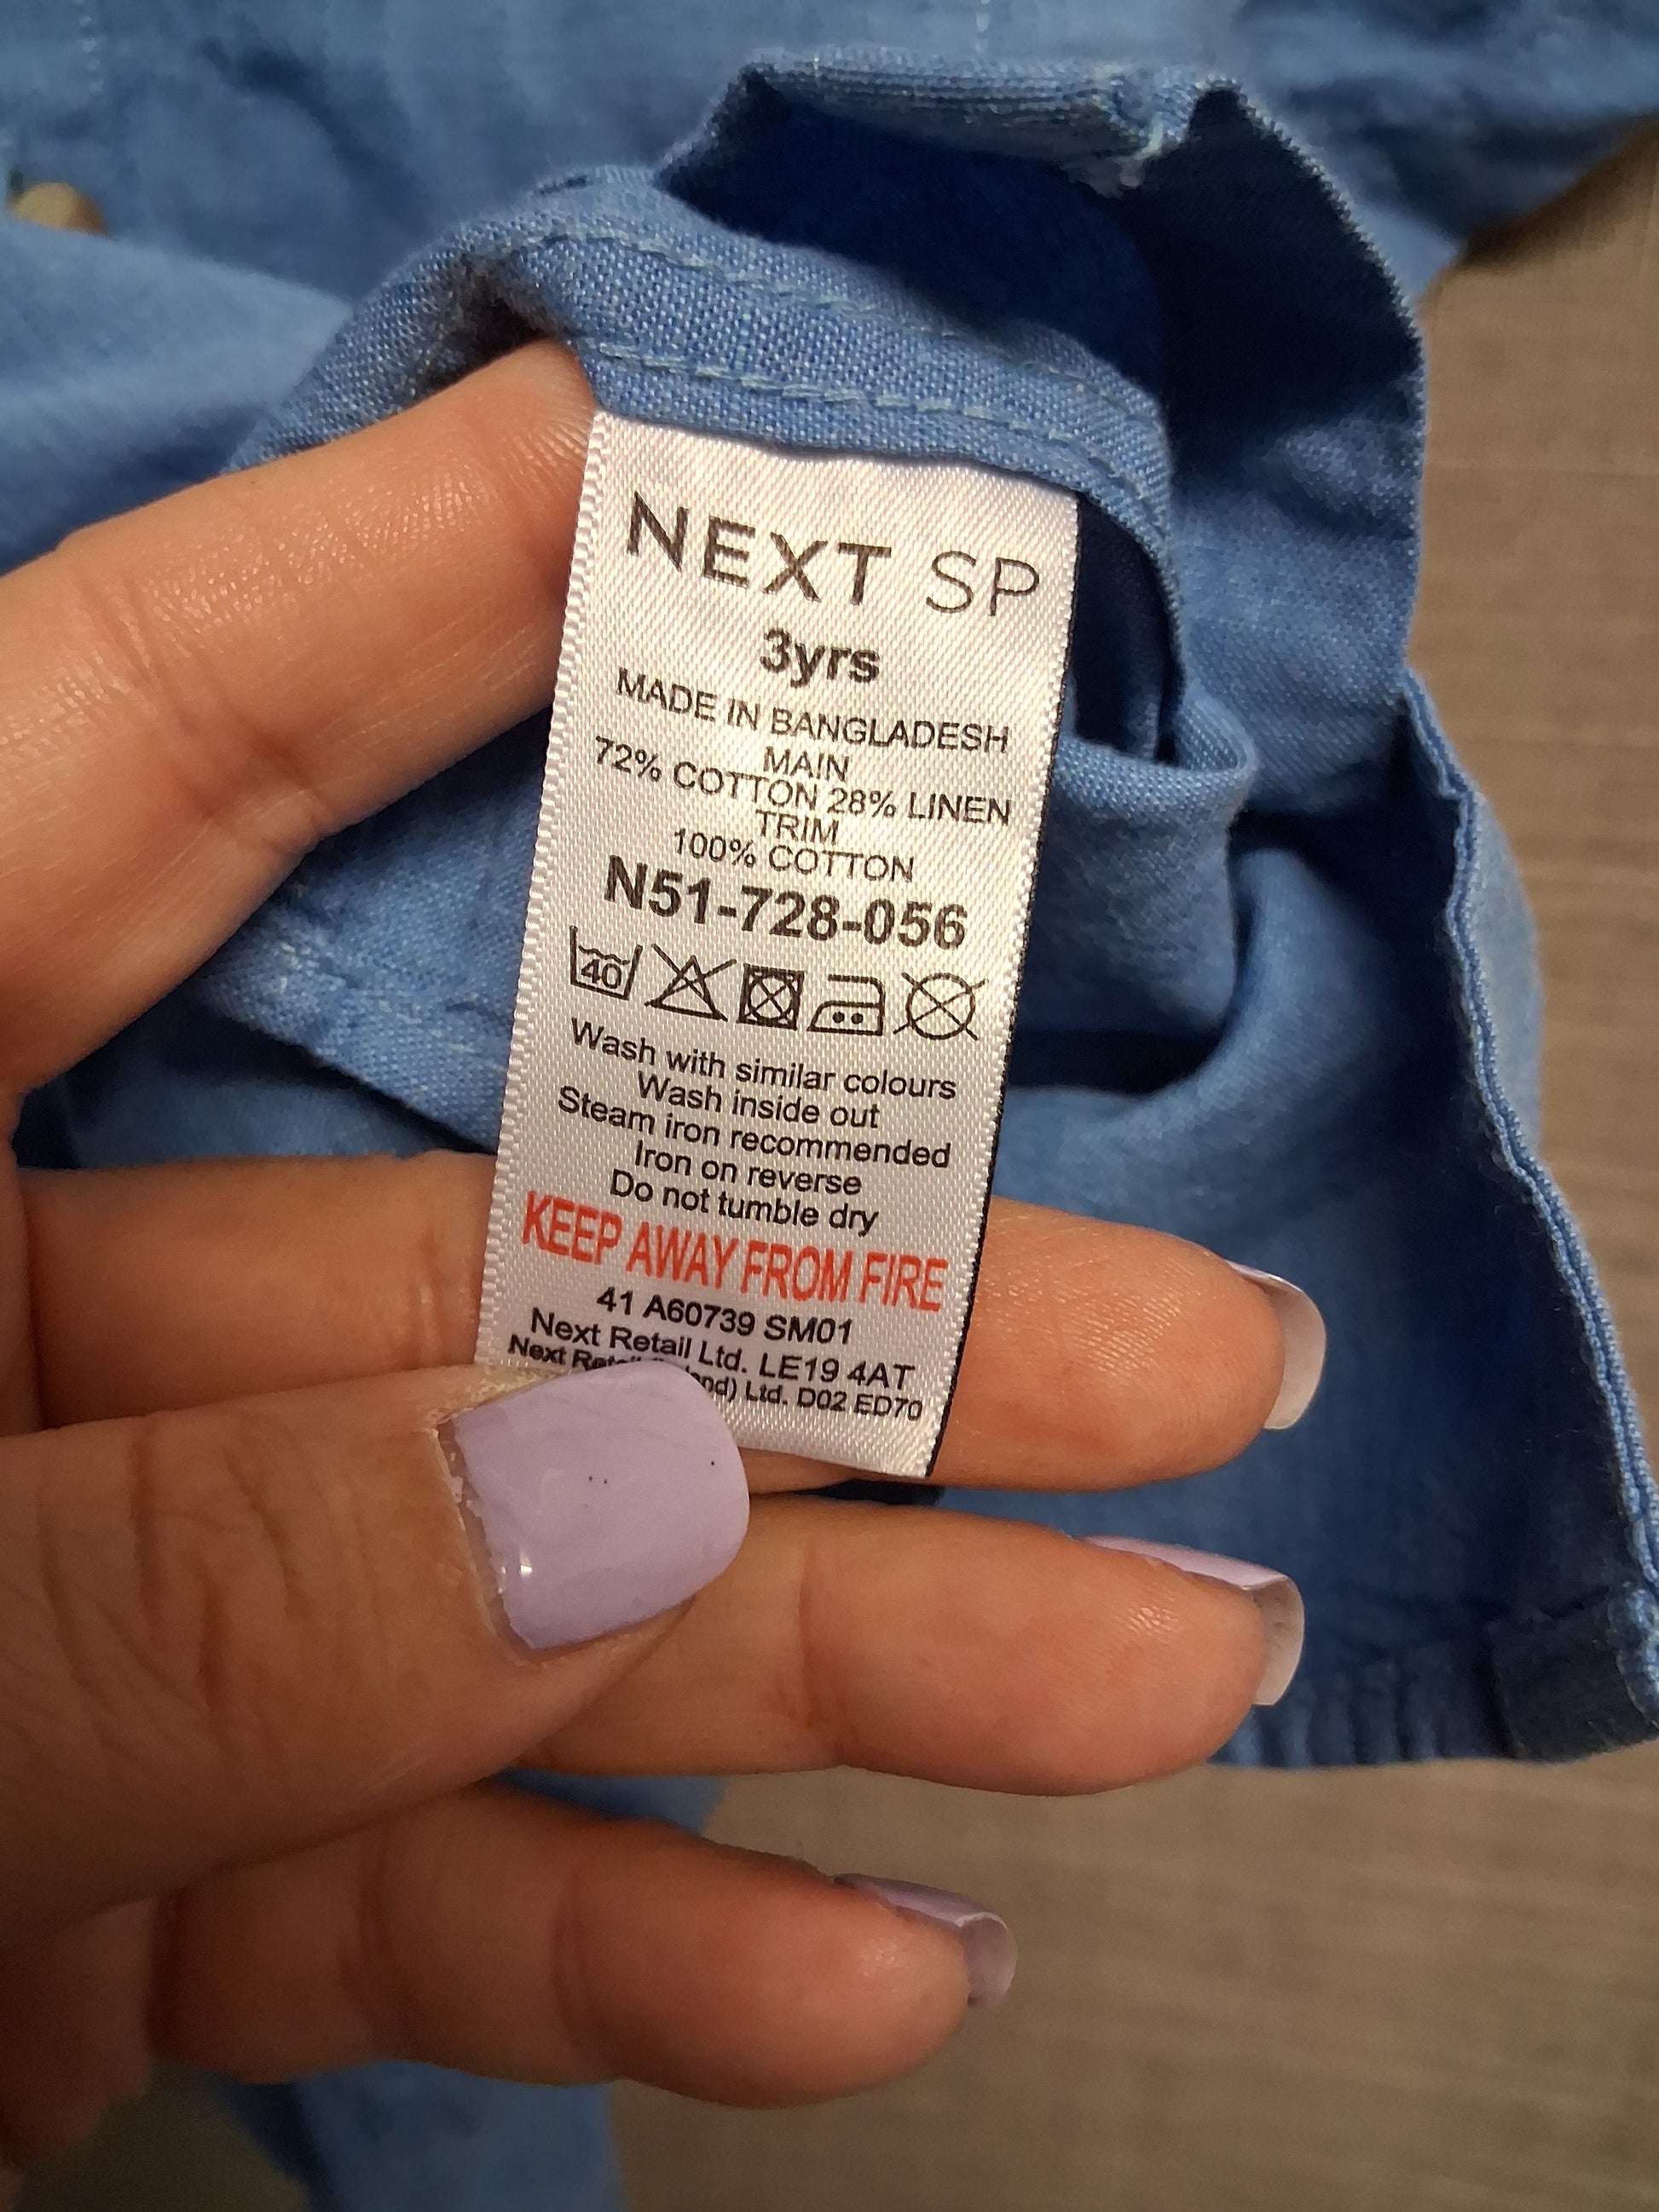 NEXT SP
3yrs
MADE IN BANGLADESH
MAIN
72% COTTON 28% LINEN
TRIM
100% COTTON
N51-728-056
40
Wash with similar colours
Wash inside out
Steam iron recommended
Iron on reverse
Do not tumble dry
KEEP AWAY FROM FIRE
41 A60739 SM01
Next Retail Ltd. LE19 4AT
Next Ltd. D02 ED70